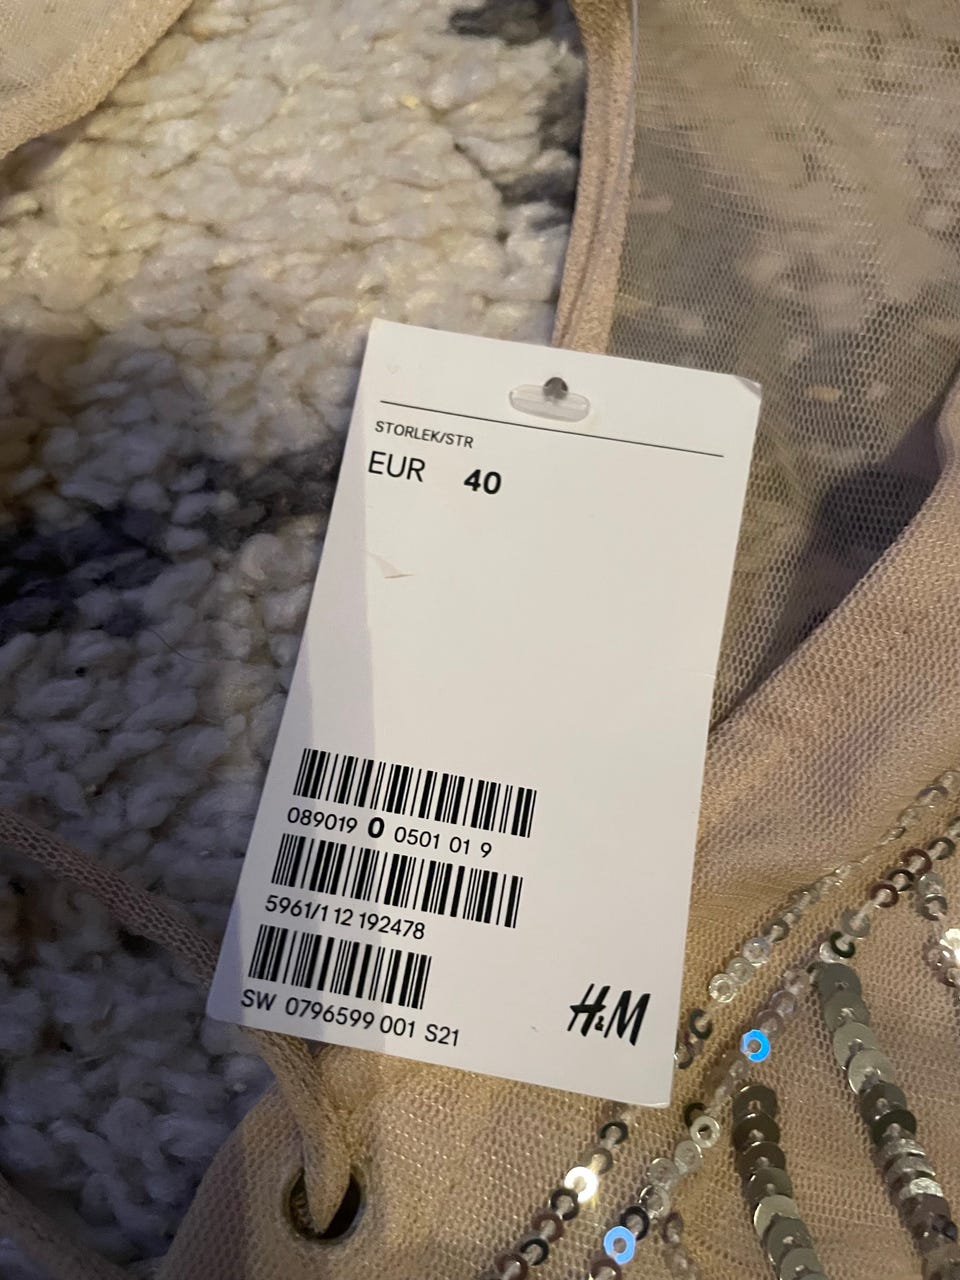 STORLEK/STR
EUR 40
089019 0 0501 01 9
5961/1 12 192478
SW 0796599 001 S21
H&M